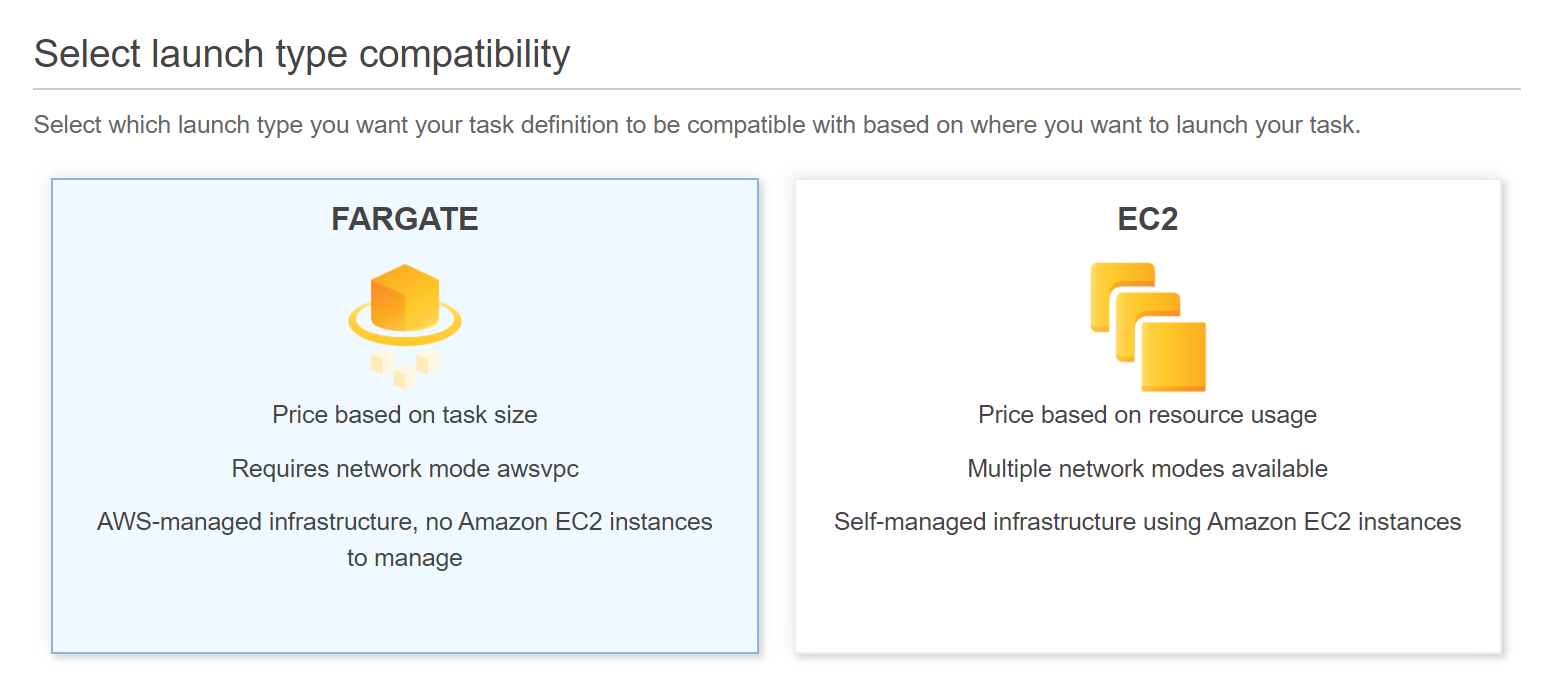 Select launch type compatibility
Select which launch type you want your task definition to be compatible with based on where you want to launch your task.
FARGATE
Price based on task size
Requires network mode awsvpc
AWS-managed infrastructure, no Amazon EC2 instances
to manage
EC2
Price based on resource usage
Multiple network modes available
Self-managed infrastructure using Amazon EC2 instances